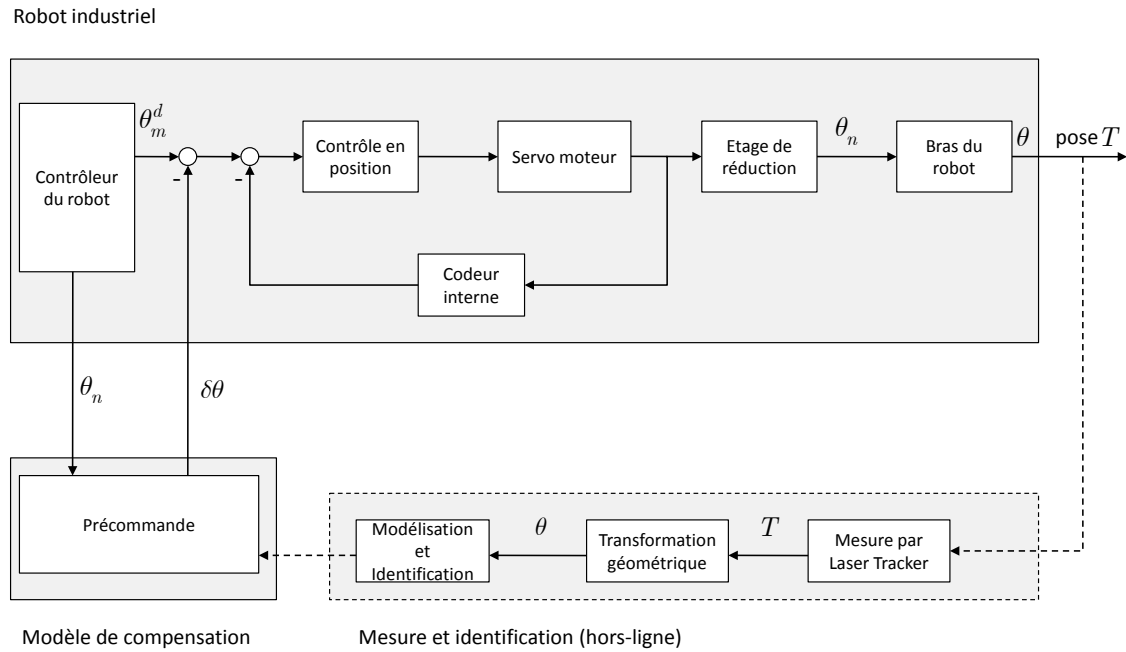 Robot industriel
Contrôleur
du robot
θ_m^d
-
-
Contrôle en
position
Servo moteur
Etage de
réduction
θ_n
Bras du
robot
θ
pose T
Codeur
interne
θ_n
δθ
Précommande
Modélisation
et
Identification
θ
Transformation
géométrique
T
Mesure par
Laser Tracker
Modèle de compensation
Mesure et identification (hors-ligne)